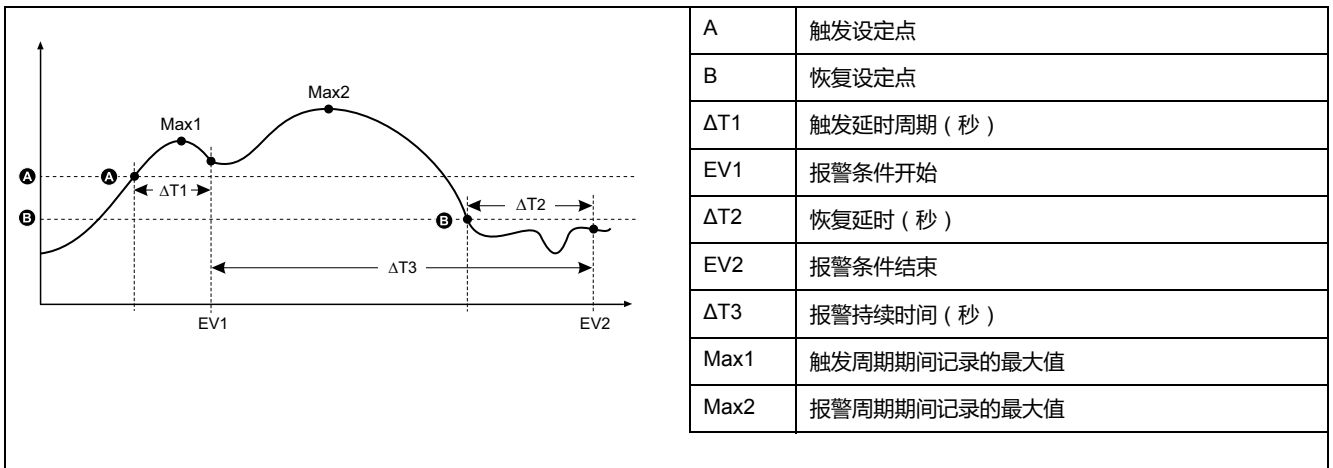 Max1
Max2
A
A
ΔT1
B
B
ΔT2
ΔT3
EV1
EV2
A 触发设定点
B 恢复设定点
ΔT1 触发延时周期（秒）
EV1 报警条件开始
ΔT2 恢复延时（秒）
EV2 报警条件结束
ΔT3 报警持续时间（秒）
Max1 触发周期期间记录的最大值
Max2 报警周期期间记录的最大值